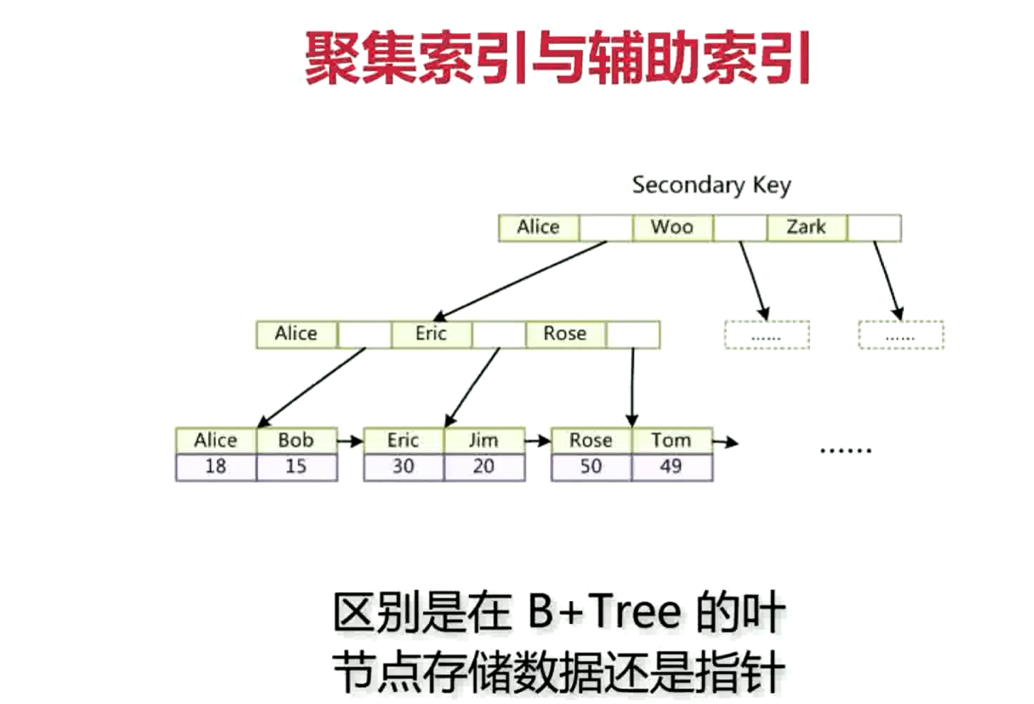 聚集索引与辅助索引
Secondary Key
Alice Woo Zark
Alice Eric Rose
...... ......
Alice Bob Eric Jim Rose Tom
18 15 30 20 50 49
......
区别是在 B+Tree 的叶
节点存储数据还是指针